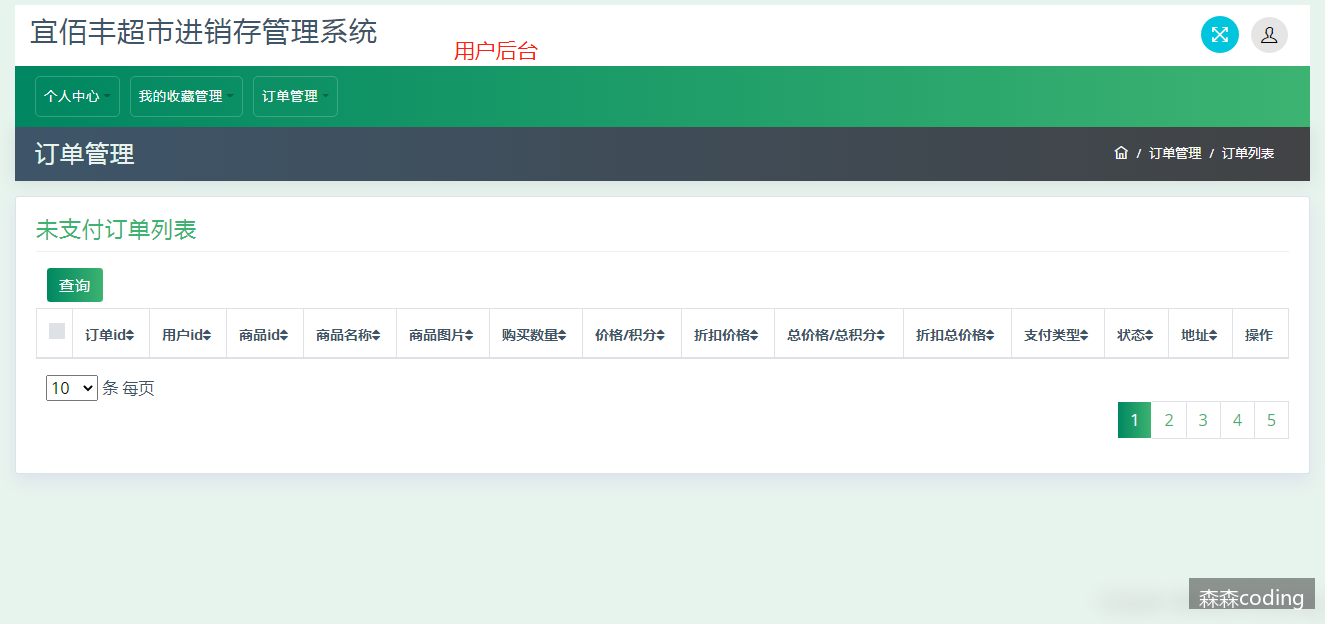 宜佰丰超市进销存管理系统
用户后台
个人中心 我的收藏管理 订单管理
订单管理 / 订单管理 / 订单列表
未支付订单列表
查询
订单id 用户id 商品id 商品名称 商品图片 购买数量 价格/积分 折扣价格 总价格/总积分 折扣总价格 支付类型 状态 地址 操作
10 条 每页
1 2 3 4 5
森森coding